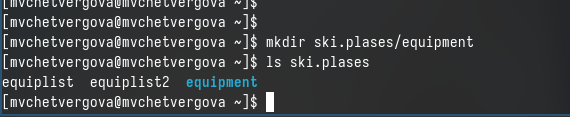 [mvchetvergova@mvchetvergova ~]$
[mvchetvergova@mvchetvergova ~]$
[mvchetvergova@mvchetvergova ~]$ mkdir ski.plases/equipment
[mvchetvergova@mvchetvergova ~]$ ls ski.plases
equiplist equiplist2 equipment
[mvchetvergova@mvchetvergova ~]$